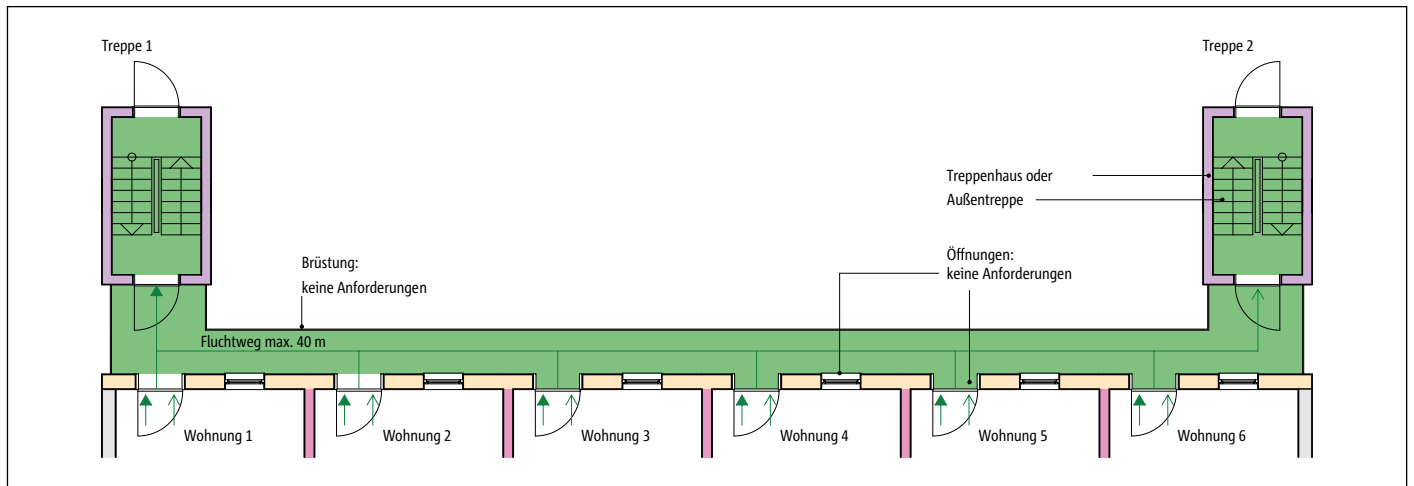 Treppe 1
Treppe 2
Treppenhaus oder
Außentreppe
Brüstung:
keine Anforderungen
Öffnungen:
keine Anforderungen
Fluchtweg max. 40 m
Wohnung 1
Wohnung 2
Wohnung 3
Wohnung 4
Wohnung 5
Wohnung 6